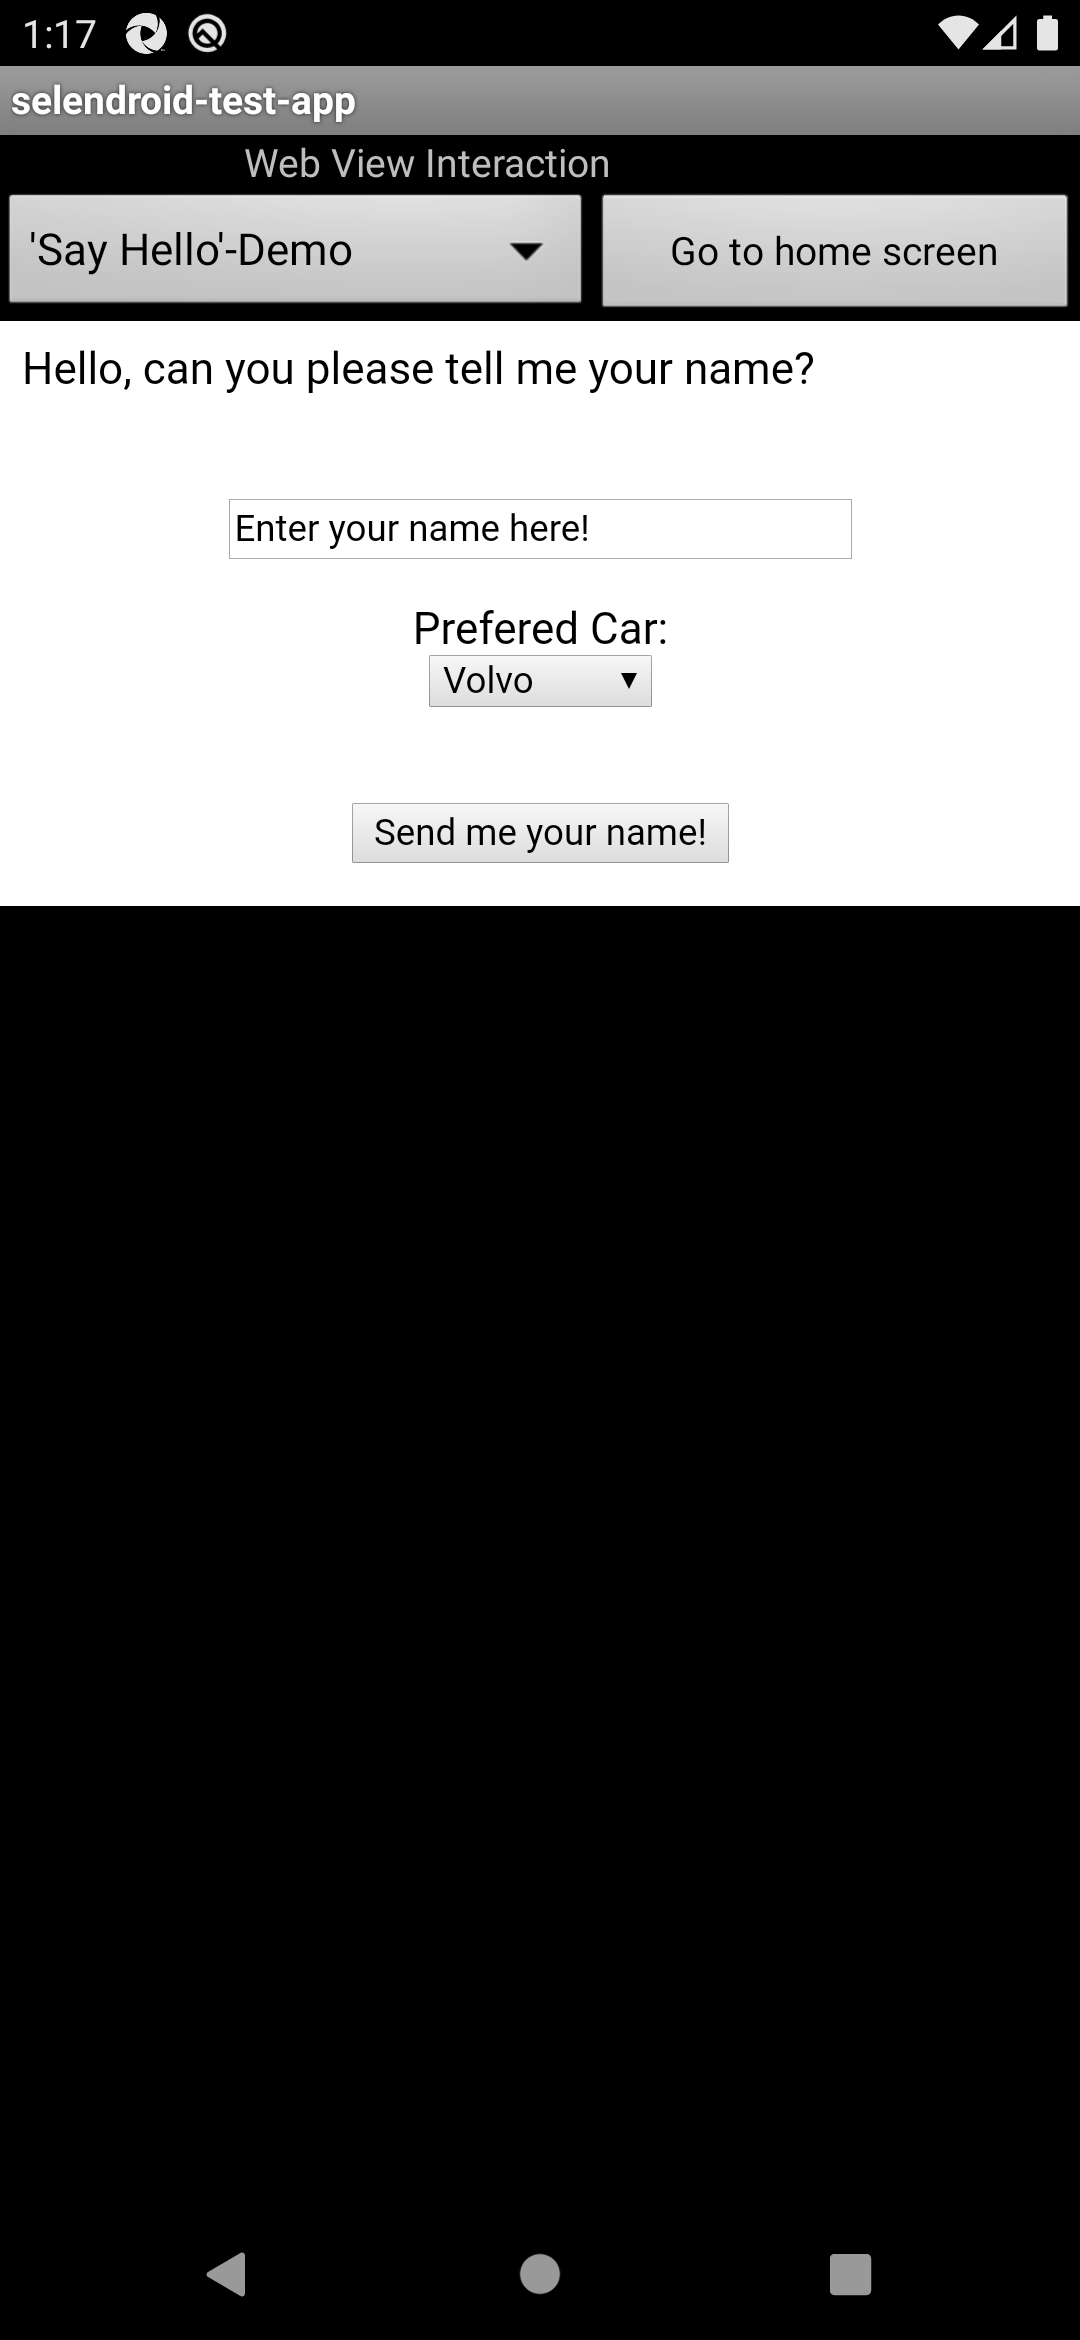 1:17
selendroid-test-app
Web View Interaction
'Say Hello'-Demo
Go to home screen
Hello, can you please tell me your name?
Enter your name here!
Prefered Car:
Volvo
Send me your name!